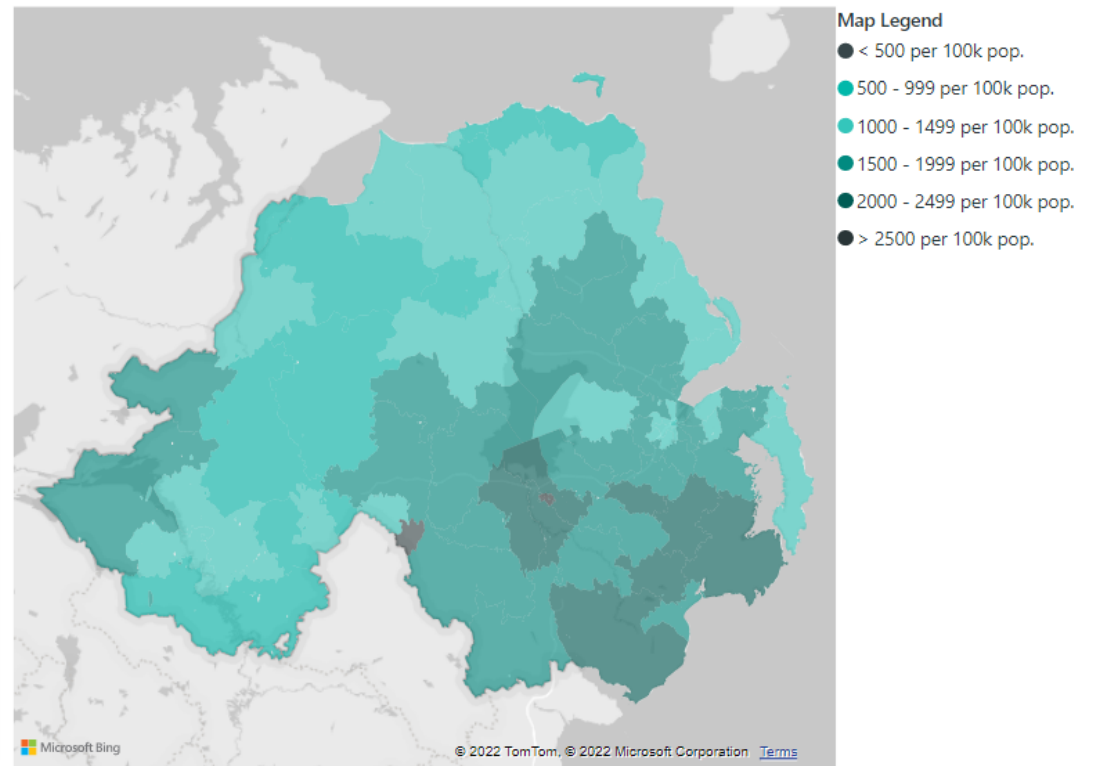 Map Legend
< 500 per 100k pop.
500 - 999 per 100k pop.
1000 - 1499 per 100k pop.
1500 - 1999 per 100k pop.
2000 - 2499 per 100k pop.
> 2500 per 100k pop.
Microsoft Bing
© 2022 TomTom, © 2022 Microsoft Corporation Terms